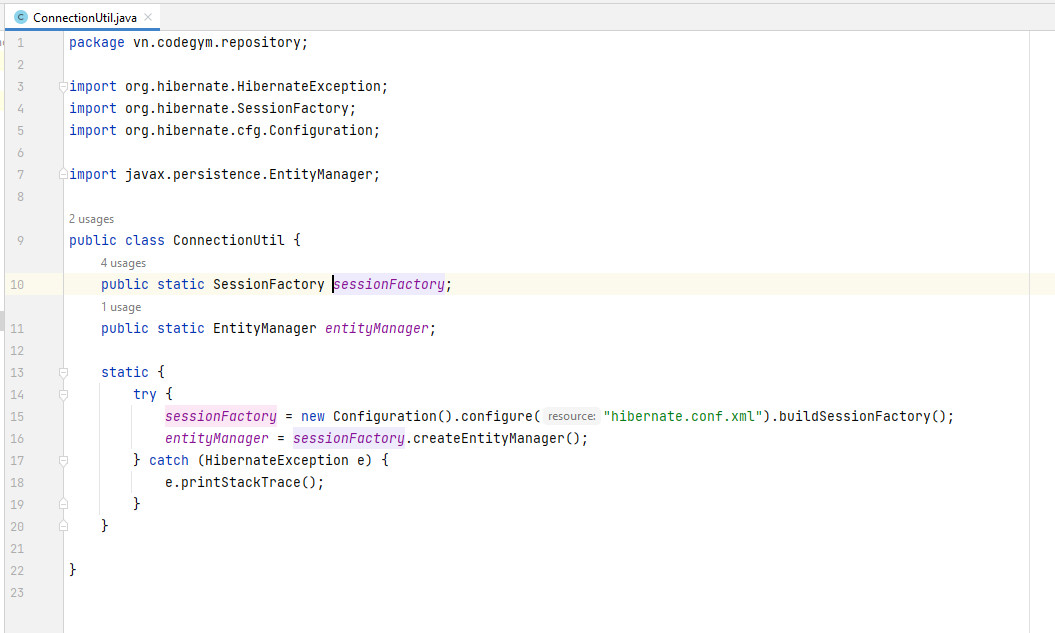 C ConnectionUtil.java ×
1 package vn.codegym.repository;
2
3 import org.hibernate.HibernateException;
4 import org.hibernate.SessionFactory;
5 import org.hibernate.cfg.Configuration;
6
7 import javax.persistence.EntityManager;
8
2 usages
9 public class ConnectionUtil {
4 usages
10 public static SessionFactory sessionFactory;
1 usage
11 public static EntityManager entityManager;
12
13 static {
14 try {
15 sessionFactory = new Configuration().configure( resource: "hibernate.conf.xml").buildSessionFactory();
16 entityManager = sessionFactory.createEntityManager();
17 } catch (HibernateException e) {
18 e.printStackTrace();
19 }
20 }
21
22 }
23